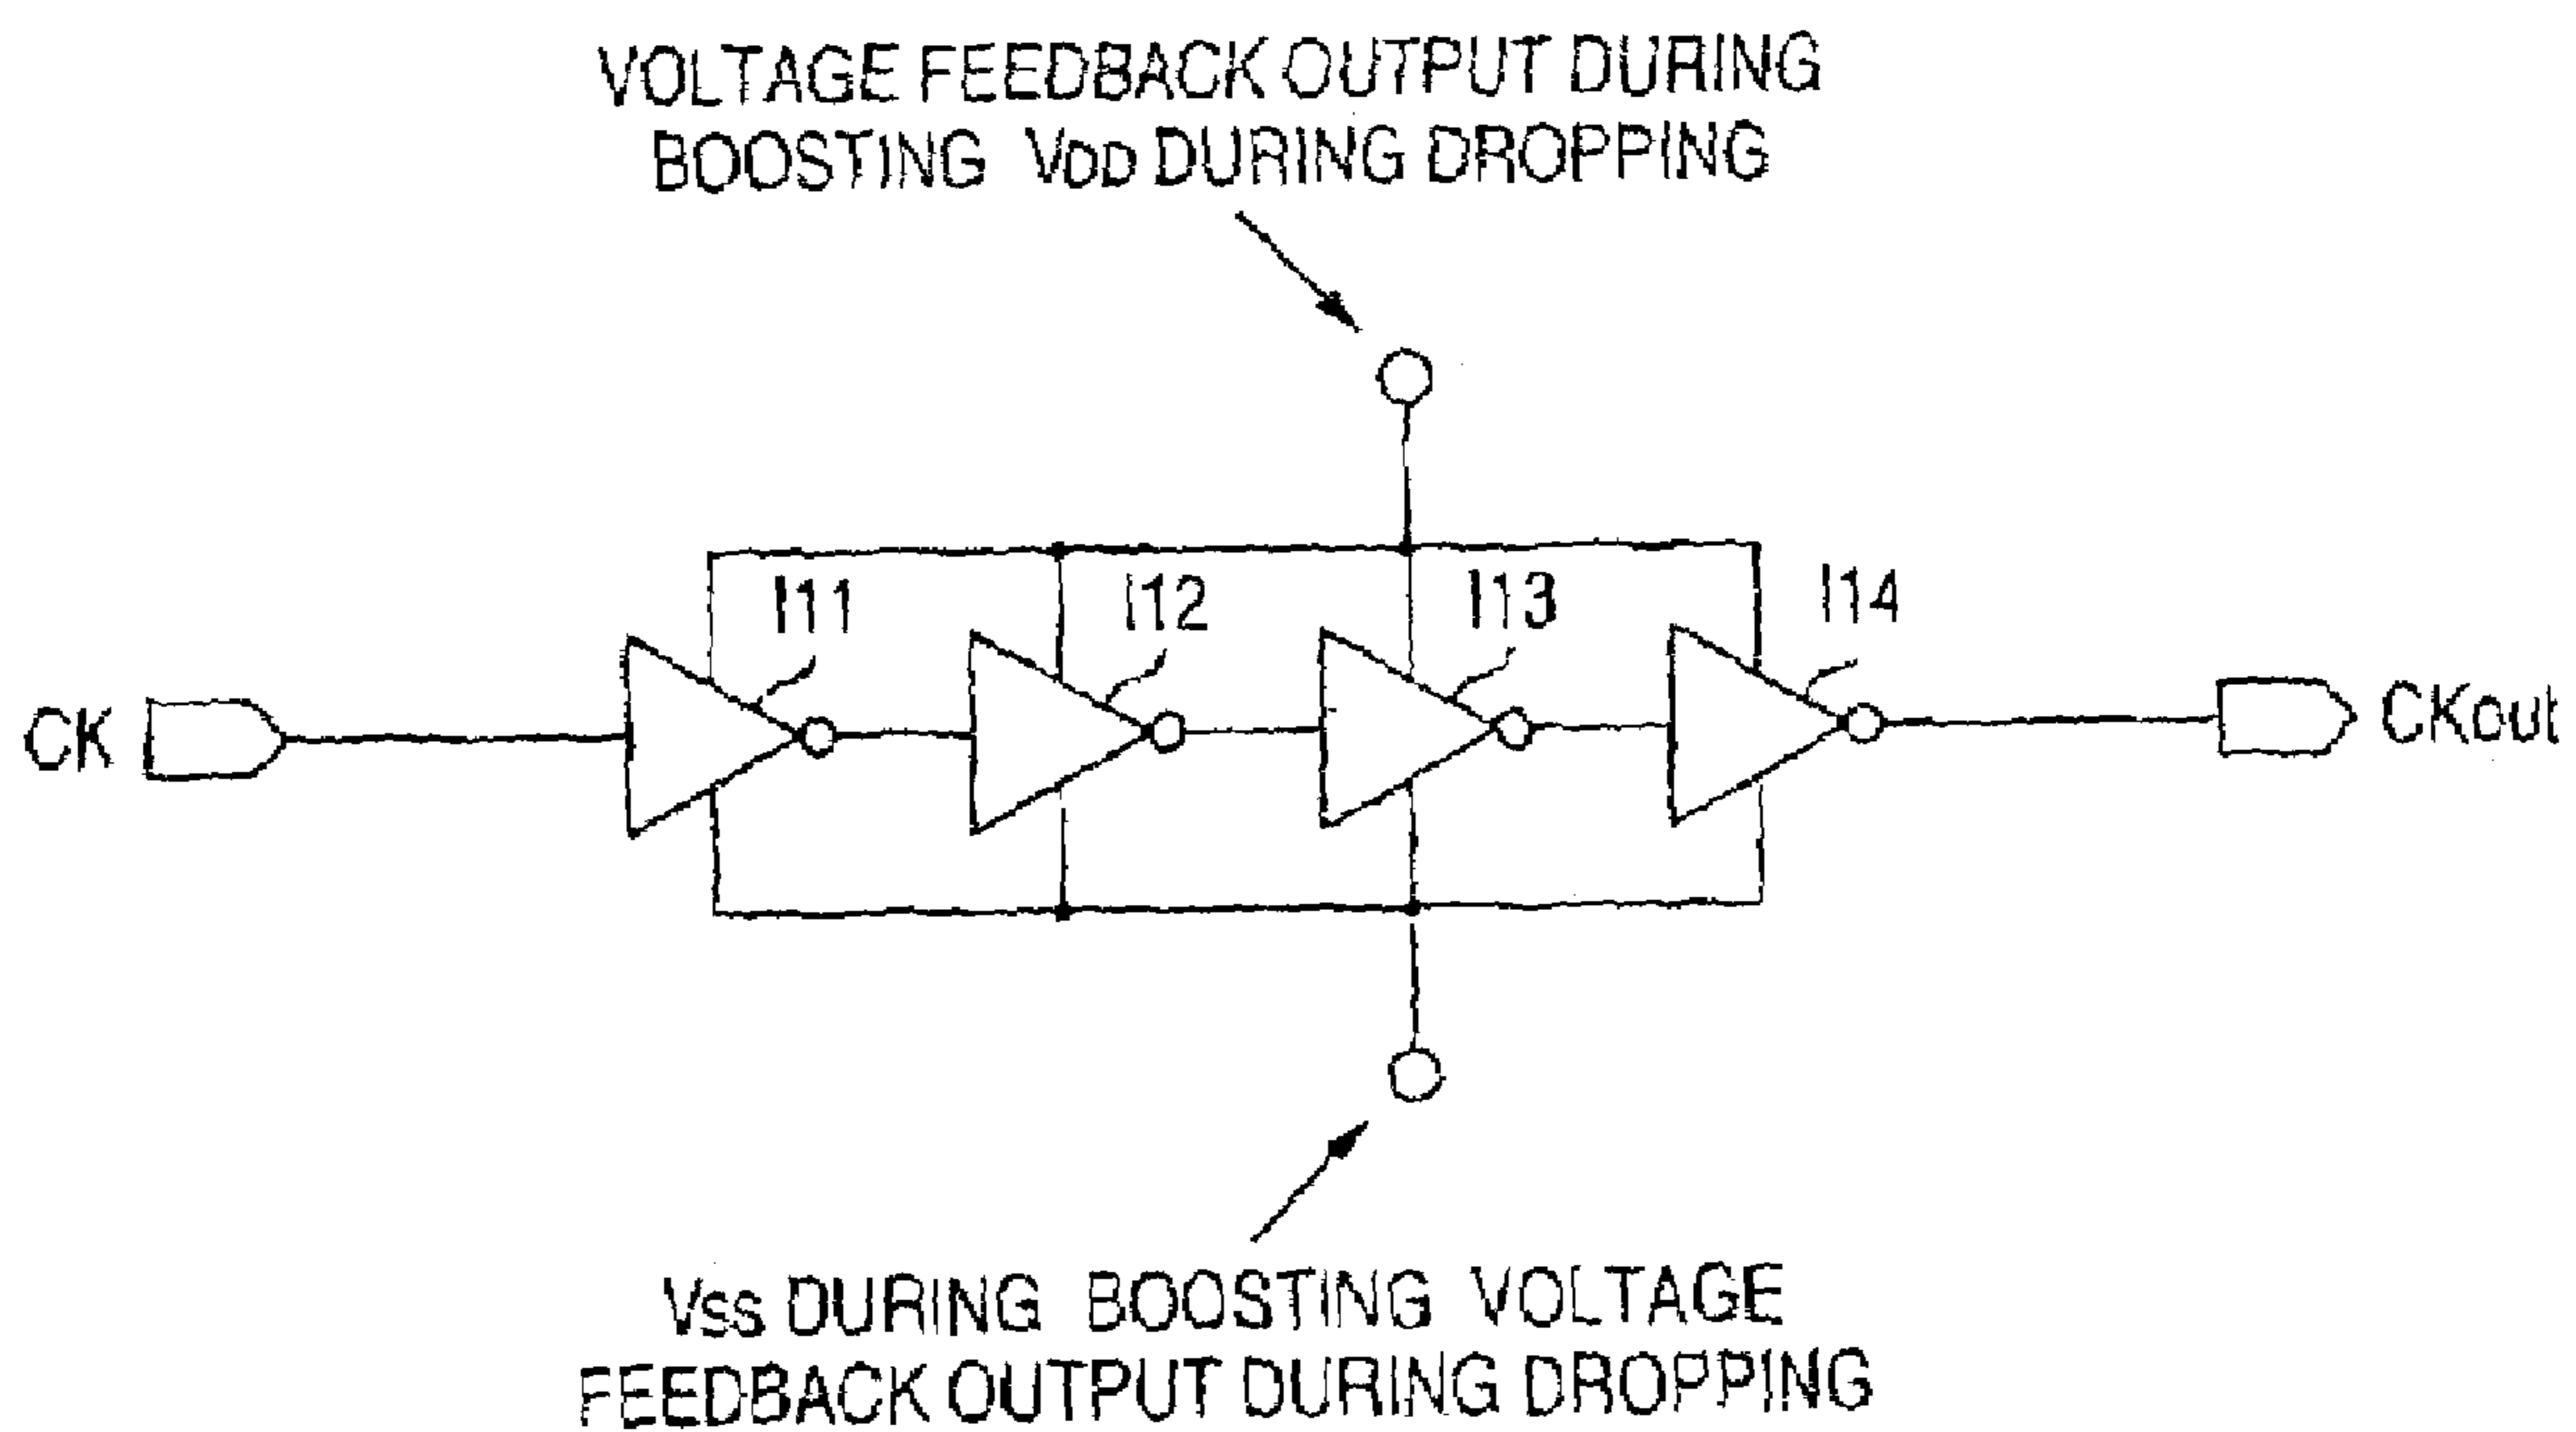 VOLTAGE FEEDBACK OUTPUT DURING
BOOSTING VDD DURING DROPPING
I11
I12
I13
I14
CK
CKout
VSS DURING BOOSTING VOLTAGE
FEEDBACK OUTPUT DURING DROPPING